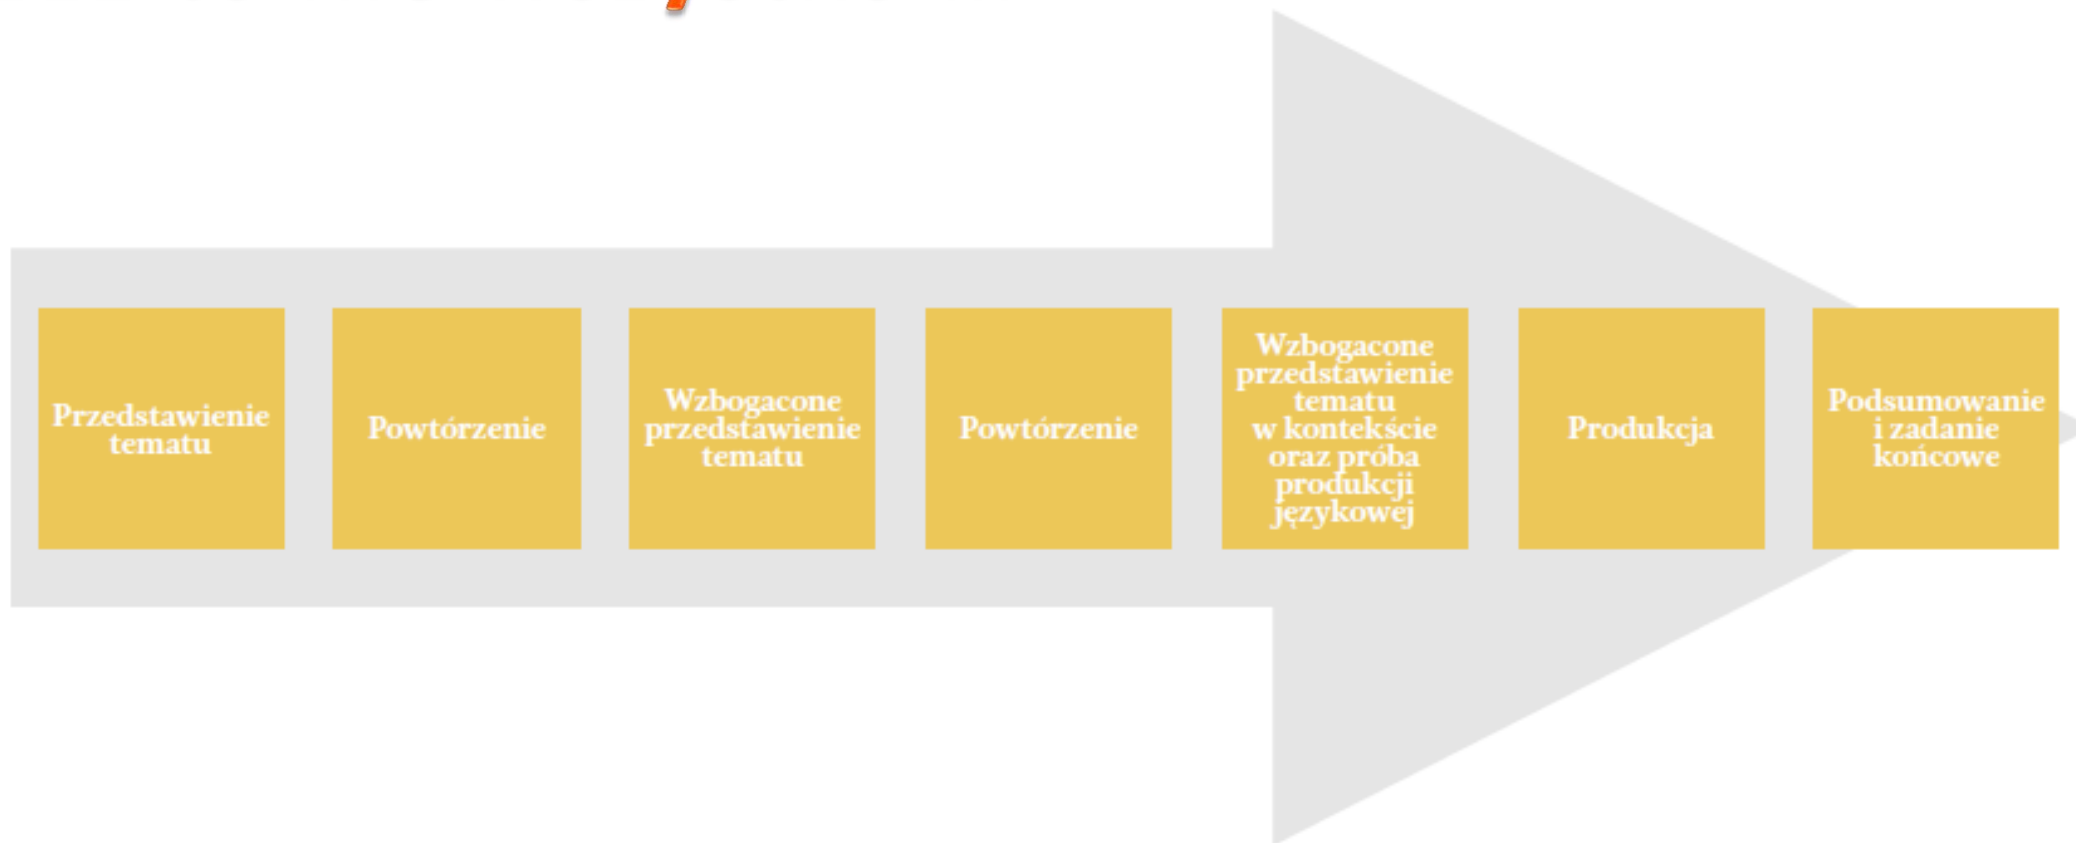 Przedstawienie
tematu
Powtórzenie
Wzbogacone
przedstawienie
tematu
Powtórzenie
Wzbogacone
przedstawienie
tematu
w kontekście
oraz próba
produkcji
językowej
Produkcja
Podsumowanie
i zadanie
końcowe